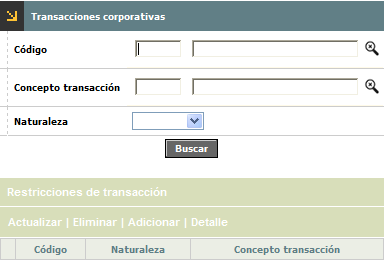 Transacciones corporativas
Código
Concepto transacción
Naturaleza
Buscar
Restricciones de transacción
Actualizar | Eliminar | Adicionar | Detalle
Código Naturaleza Concepto transacción